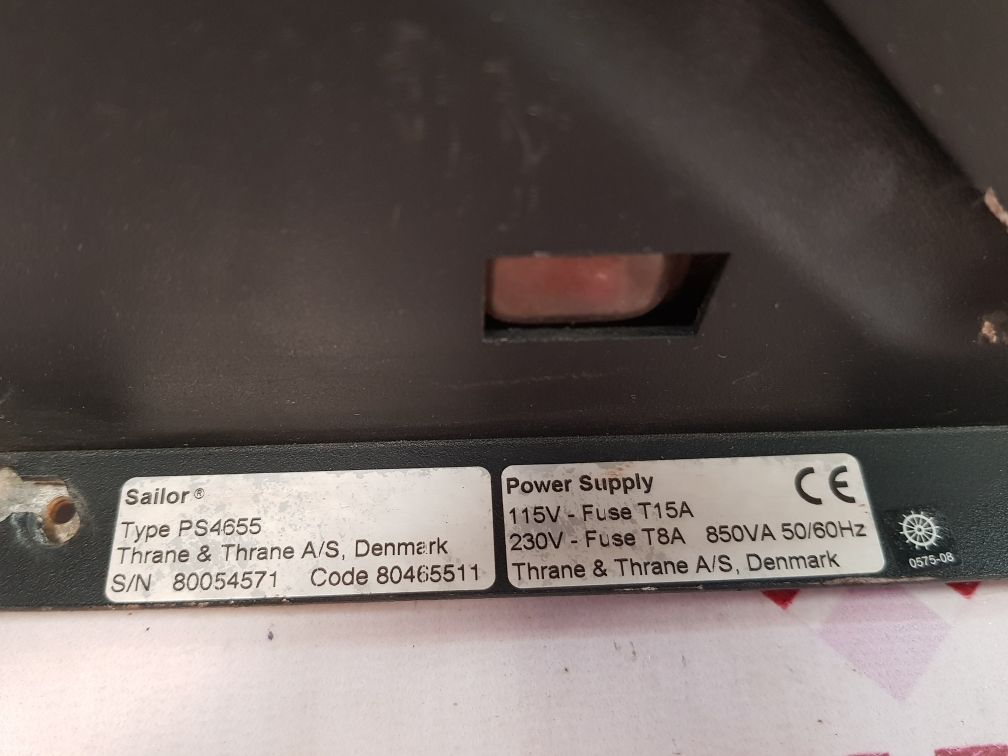 Sailor®
Type PS4655
Thrane & Thrane A/S, Denmark
S/N 80054571 Code 80465511
Power Supply CE
115V - Fuse T15A
230V - Fuse T8A 850VA 50/60Hz
Thrane & Thrane A/S, Denmark
0575-08